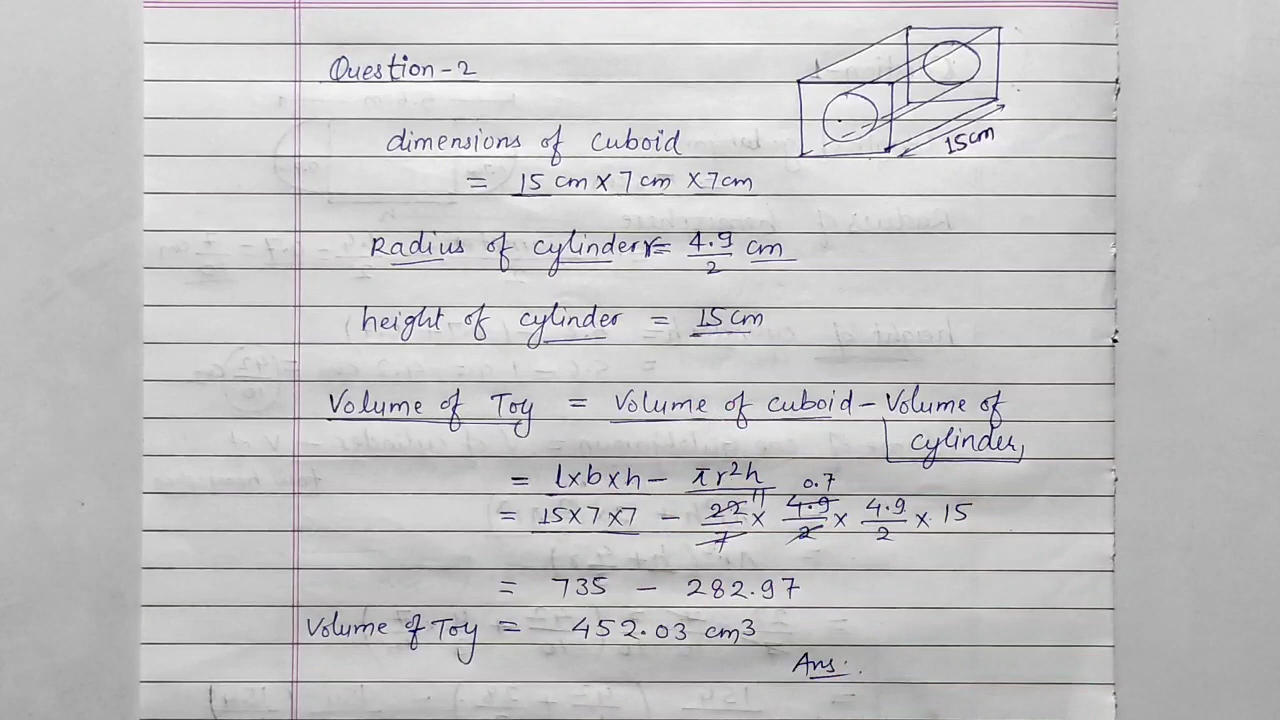 Question-2
15cm
dimensions of cuboid
= 15 cm x 7 cm x 7cm
Radius of cylinder r = 4.9/2 cm
height of cylinder = 15 cm
Volume of Toy = Volume of cuboid - Volume of
cylinder,
= l x b x h - πr²h
0.7
= 15 x 7 x 7 - 22/7 11 x 4.9/2 x 4.9/2 x 15
= 735 - 282.97
Volume of Toy = 452.03 cm³
Ans.